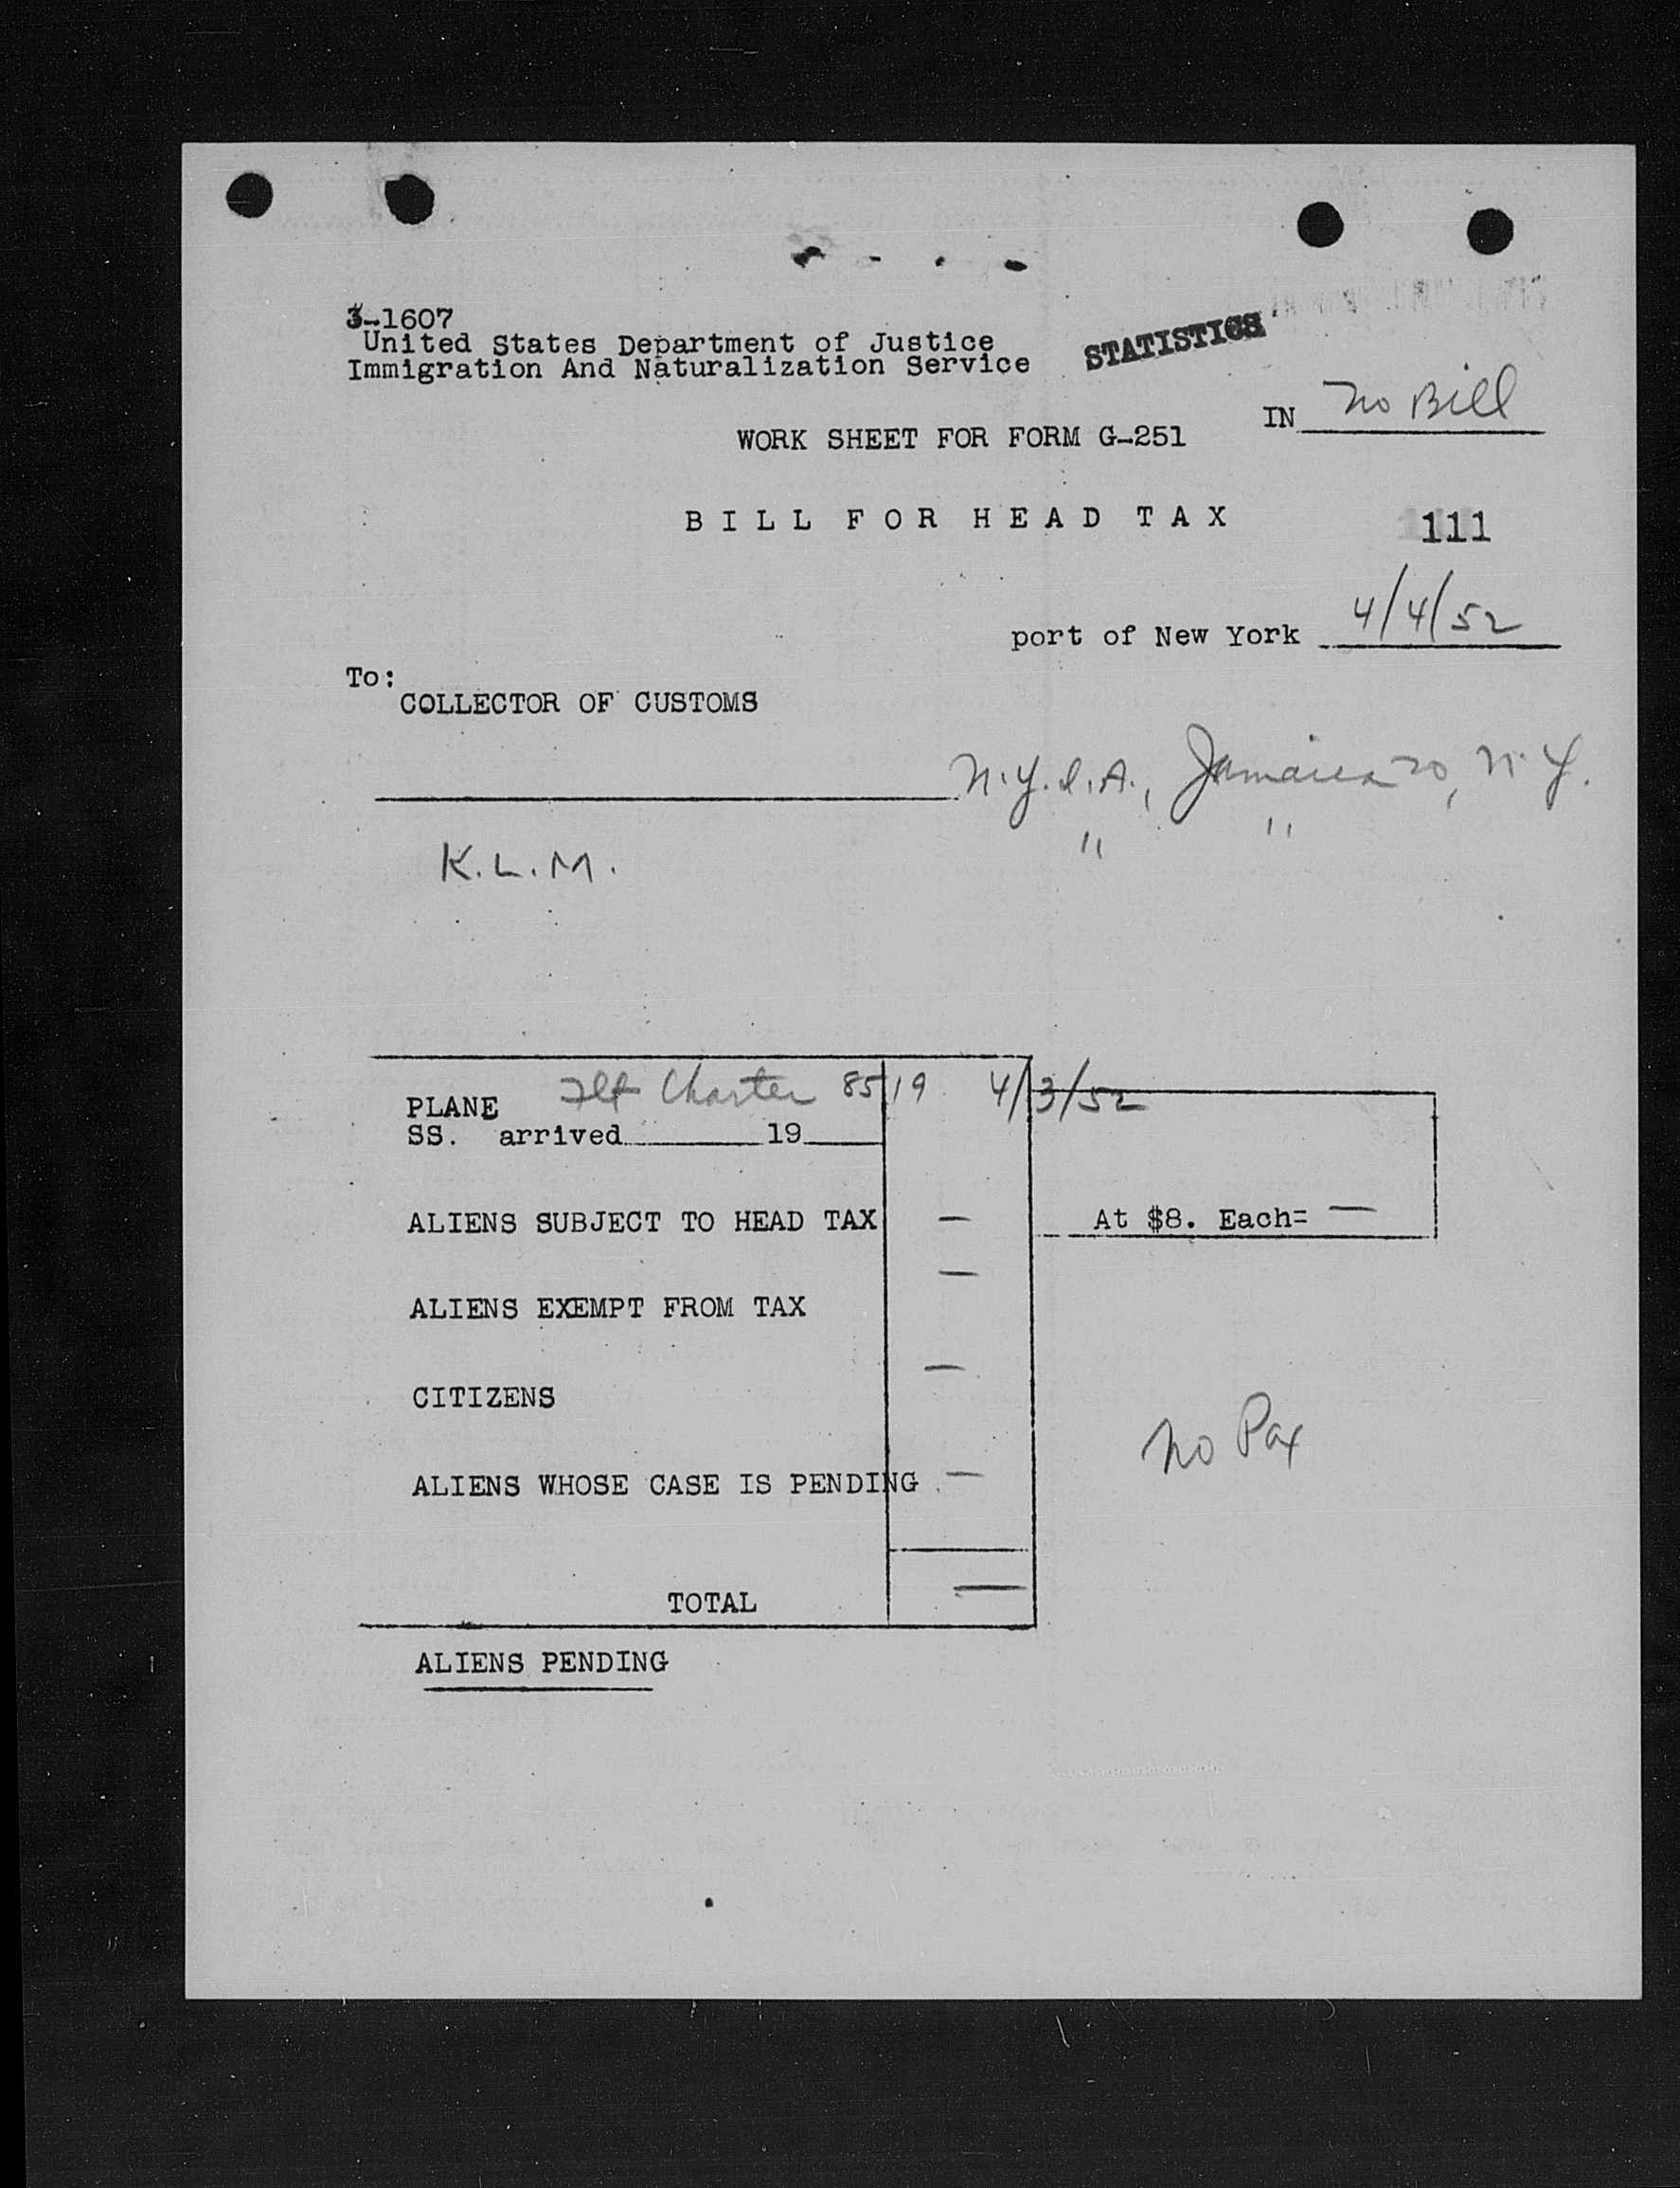 3-1607
United States Department of Justice
Immigration And Naturalization Service
STATISTICS
IN No Bill
WORK SHEET FOR FORM G-251
BILL FOR HEAD TAX
111
port of New York 4/4/52
To:
COLLECTOR OF CUSTOMS
N.Y.I.A., Jamaica 20, N.Y.
K.L.M. " "
PLANE Flt Charter 8519 4/3/52
SS. arrived 19
ALIENS SUBJECT TO HEAD TAX — At $8. Each= —
—
ALIENS EXEMPT FROM TAX
—
CITIZENS
No Pax
ALIENS WHOSE CASE IS PENDING —
TOTAL —
ALIENS PENDING